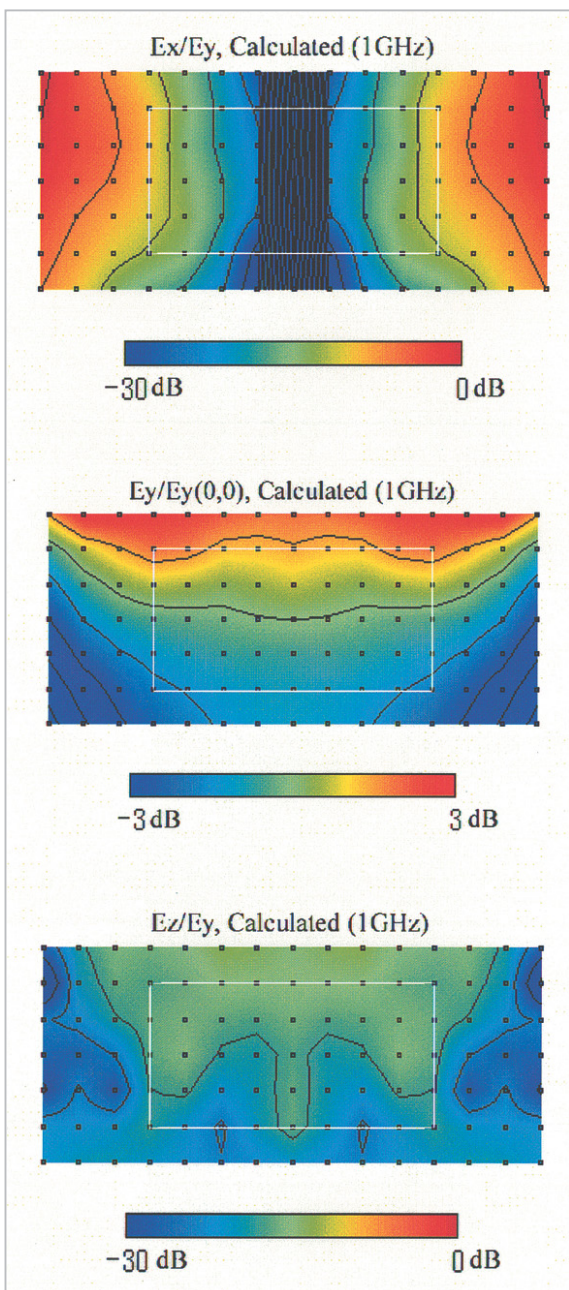 Ex/Ey, Calculated (1GHz)
−30 dB 0 dB
Ey/Ey(0,0), Calculated (1GHz)
−3 dB 3 dB
Ez/Ey, Calculated (1GHz)
−30 dB 0 dB